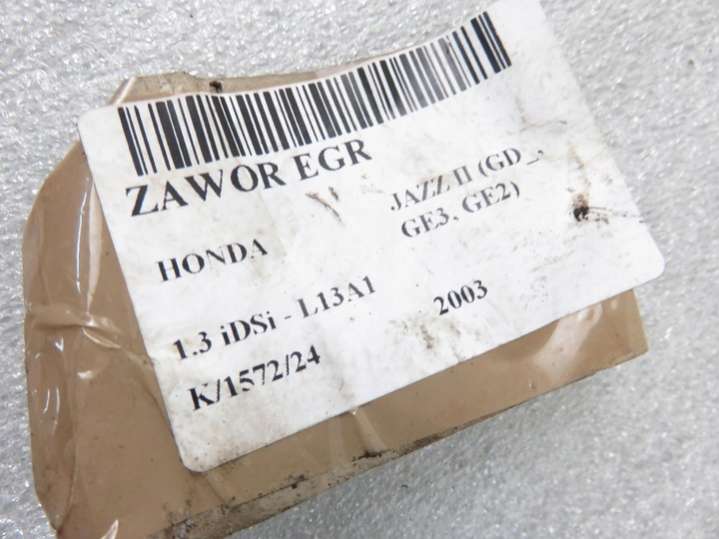 ZAWOR EGR
HONDA
JAZZ II (GD_,
GE3, GE2)
1.3 iDSi - L13A1
2003
K/1572/24